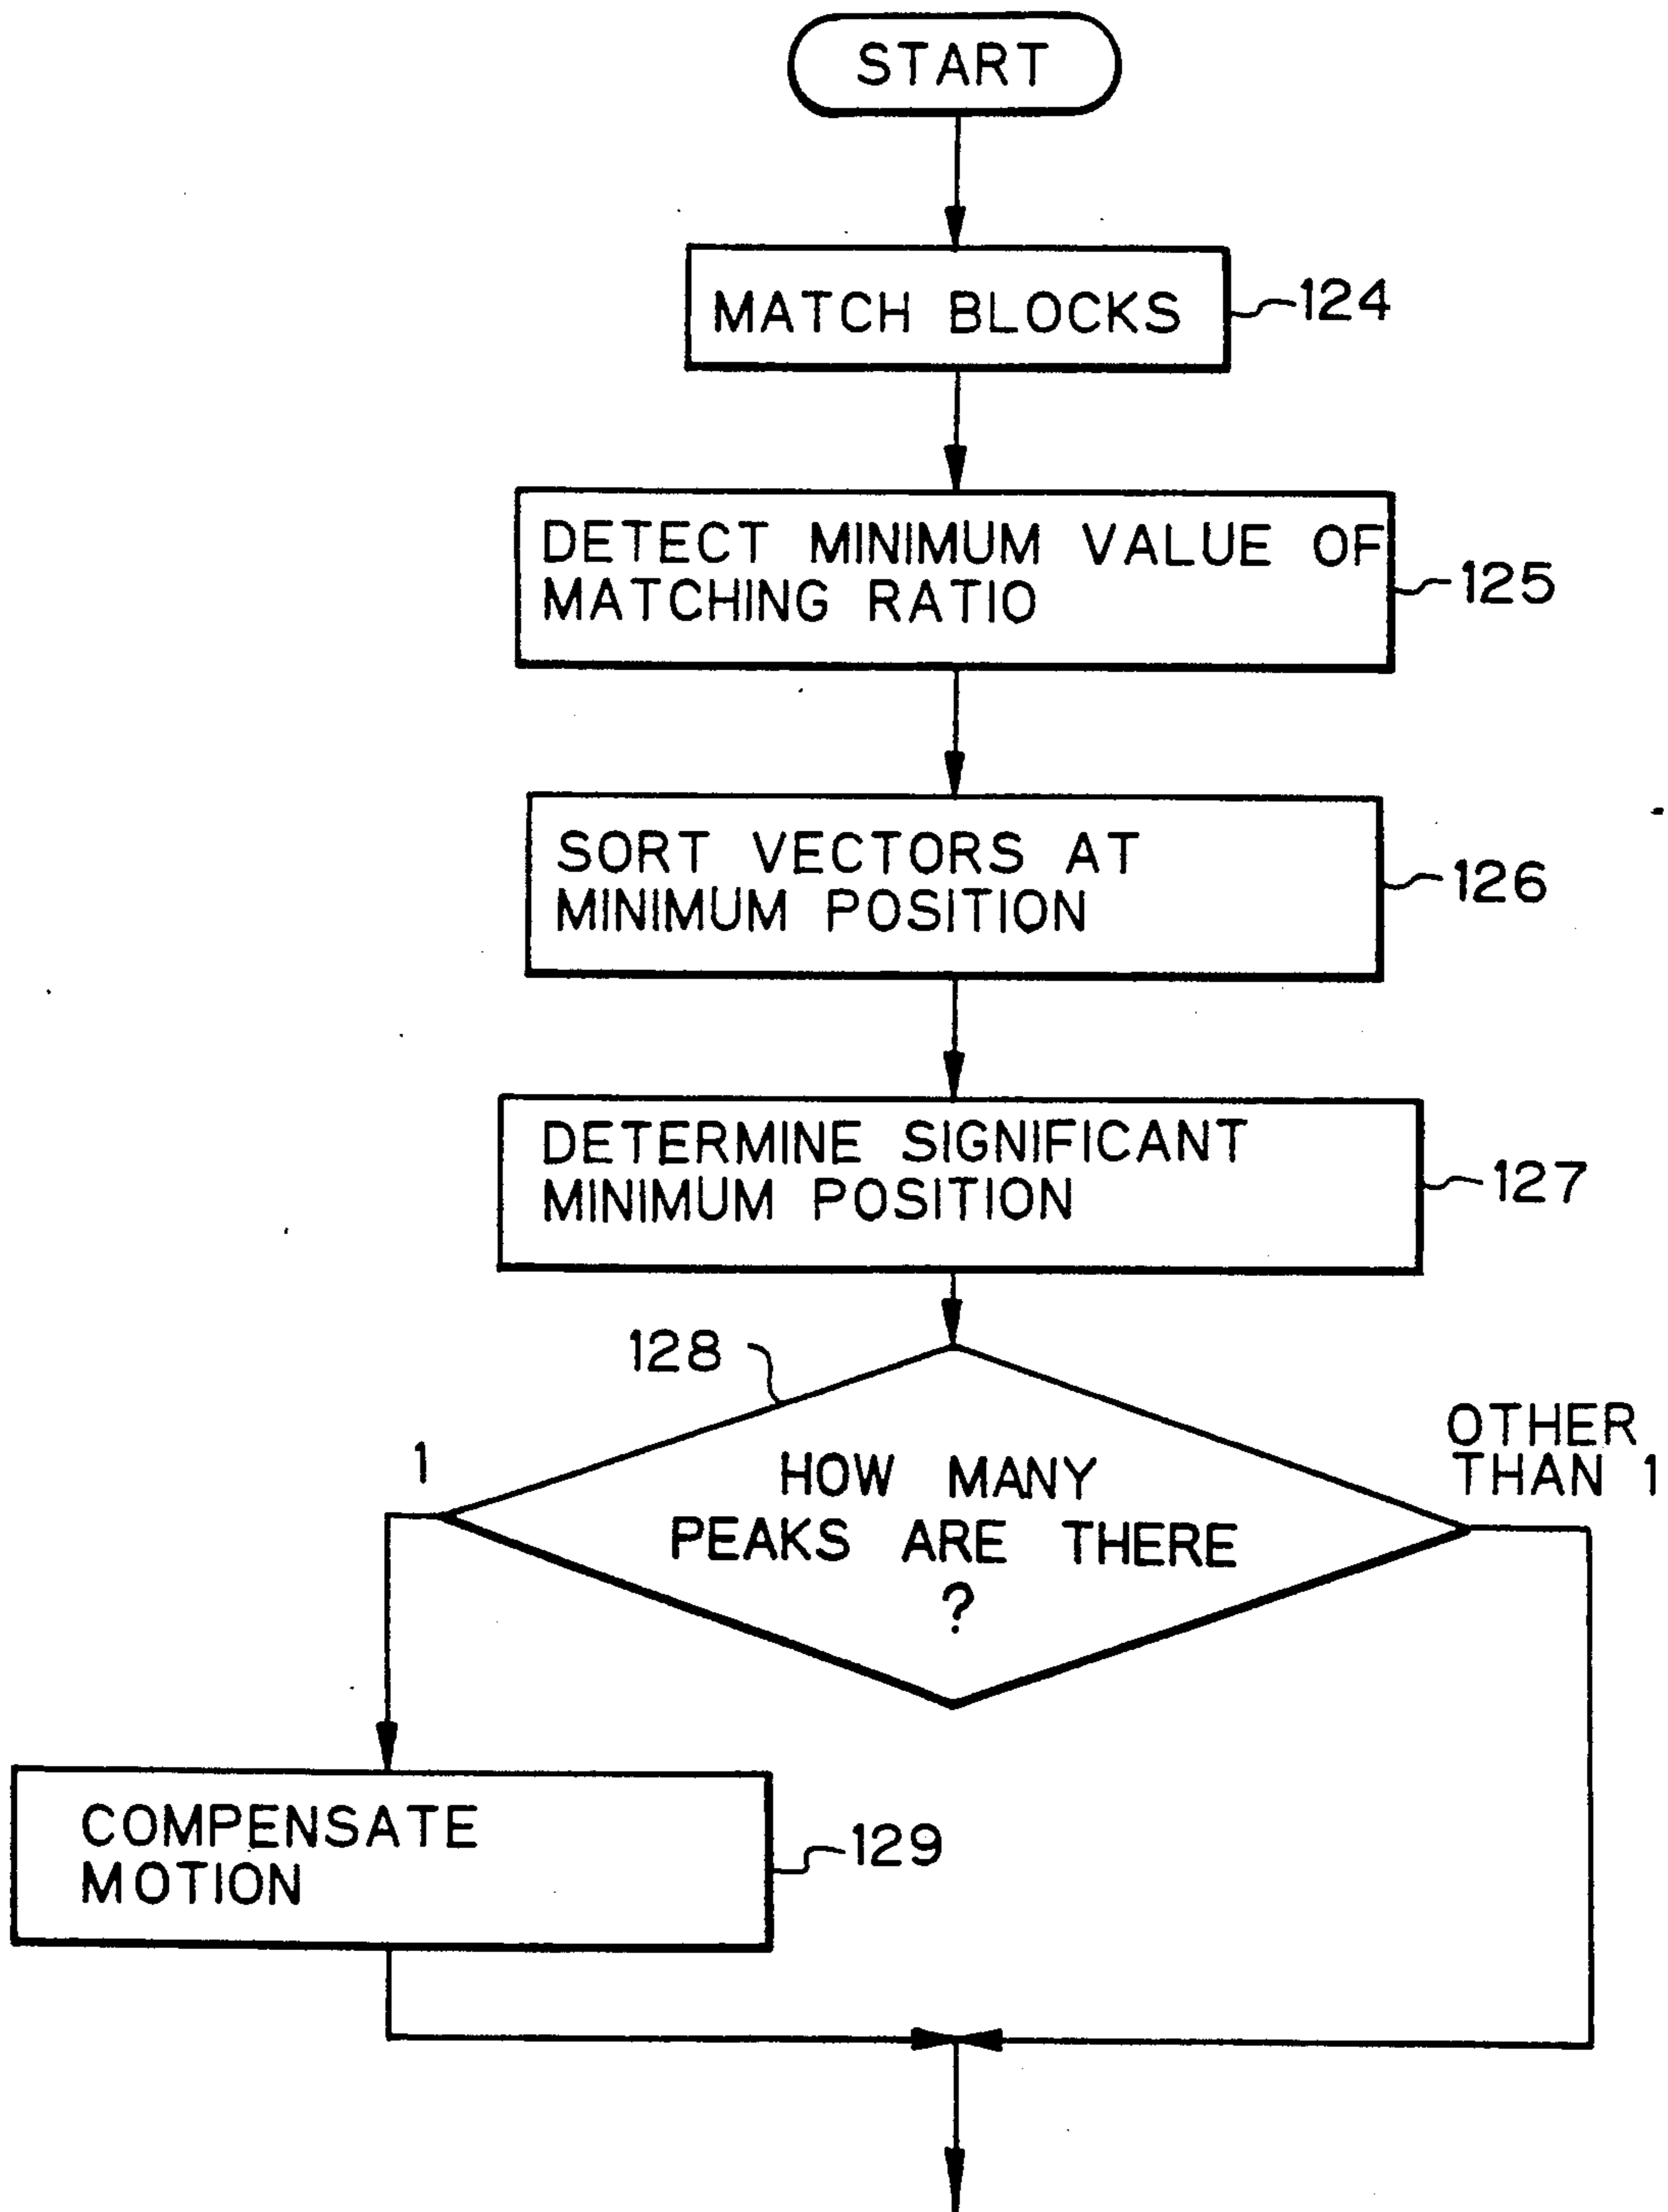 START
MATCH BLOCKS
124
DETECT MINIMUM VALUE OF
MATCHING RATIO
125
SORT VECTORS AT
MINIMUM POSITION
126
DETERMINE SIGNIFICANT
MINIMUM POSITION
127
128
1
HOW MANY
PEAKS ARE THERE
?
OTHER
THAN 1
COMPENSATE
MOTION
129